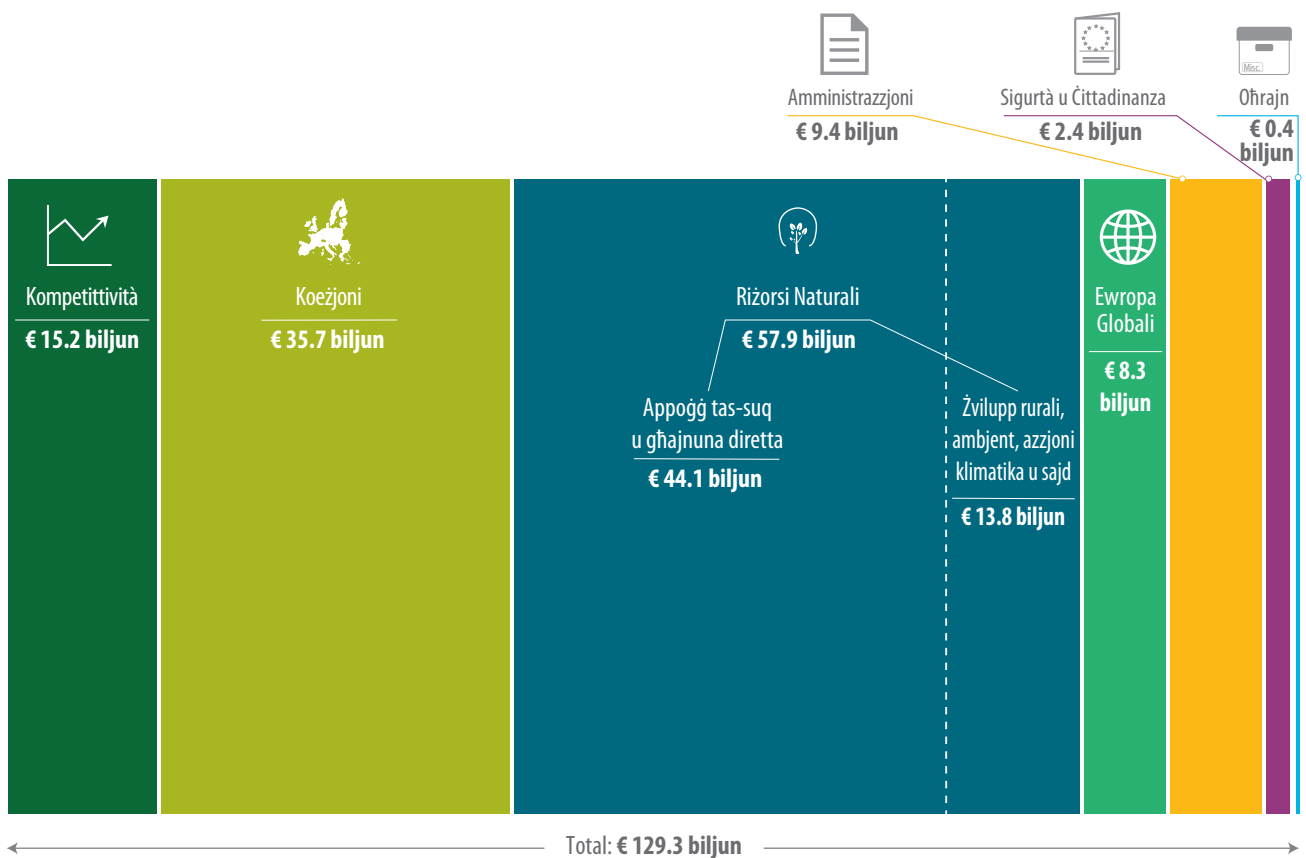 Misc.
Amministrazzjoni
€ 9.4 biljun
Sigurtà u Ċittadinanza
€ 2.4 biljun
Oħrajn
€ 0.4
biljun
Kompetittività
€ 15.2 biljun
Koeżjoni
€ 35.7 biljun
Riżorsi Naturali
€ 57.9 biljun
Appoġġ tas-suq
u għajnuna diretta
€ 44.1 biljun
Żvilupp rurali,
ambjent, azzjoni
klimatika u sajd
€ 13.8 biljun
Ewropa
Globali
€ 8.3
biljun
Total: € 129.3 biljun